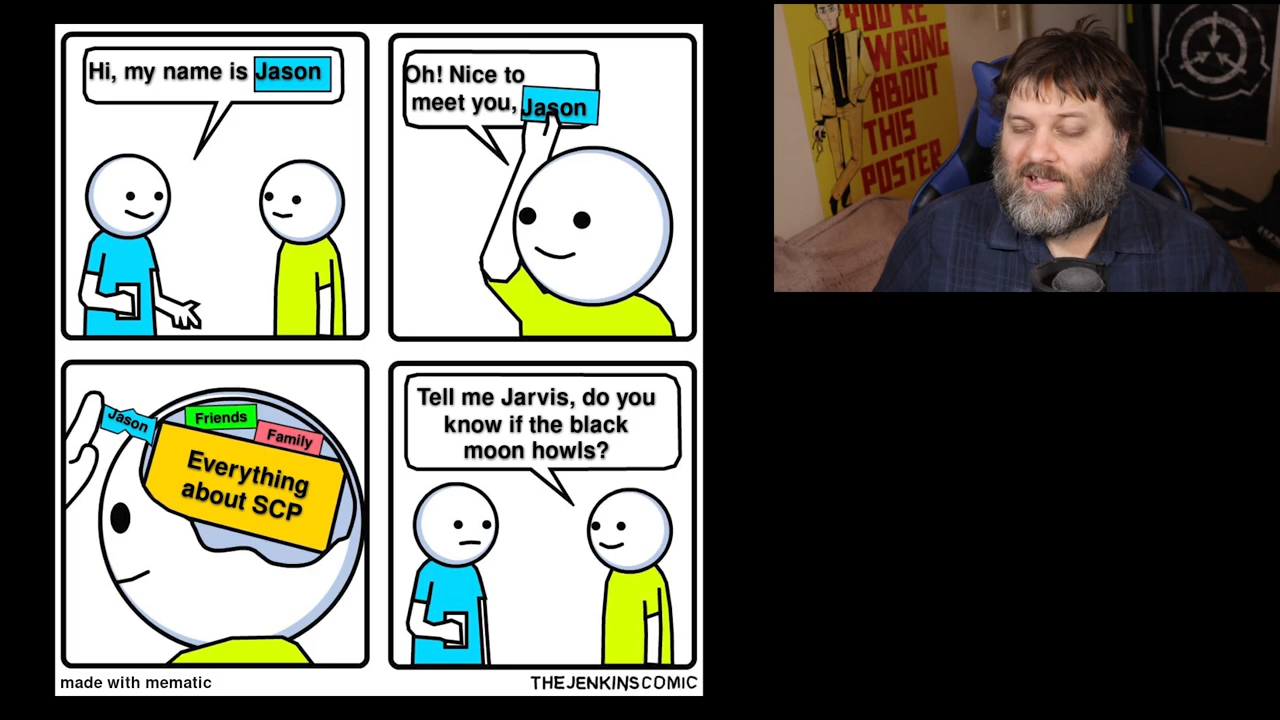 Hi, my name is Jason
Oh! Nice to
meet you, Jason
Jason
Friends
Family
Everything
about SCP
Tell me Jarvis, do you
know if the black
moon howls?
made with mematic
THEJENKINSCOMIC
YOU'RE
WRONG
ABOUT
THIS
POSTER